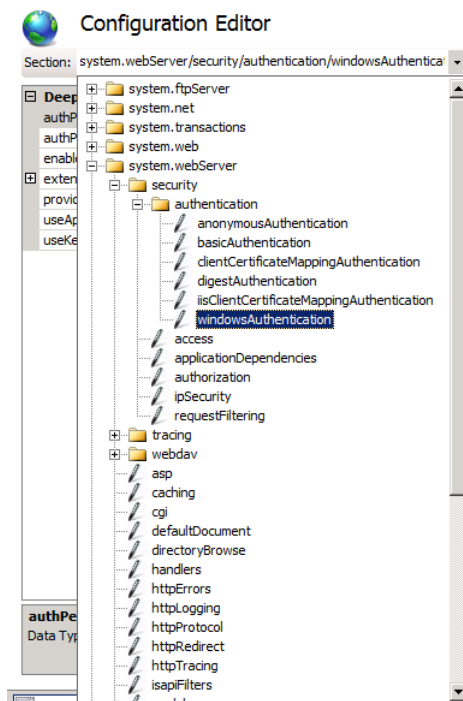 Configuration Editor
Section: system.webServer/security/authentication/windowsAuthenticat
Deep
authP
authP
enabl
exten
provid
useAp
useKe
system.ftpServer
system.net
system.transactions
system.web
system.webServer
security
authentication
anonymousAuthentication
basicAuthentication
clientCertificateMappingAuthentication
digestAuthentication
iisClientCertificateMappingAuthentication
windowsAuthentication
access
applicationDependencies
authorization
ipSecurity
requestFiltering
tracing
webdav
asp
caching
cgi
defaultDocument
directoryBrowse
handlers
httpErrors
httpLogging
httpProtocol
httpRedirect
httpTracing
isapiFilters
authPe
Data Typ